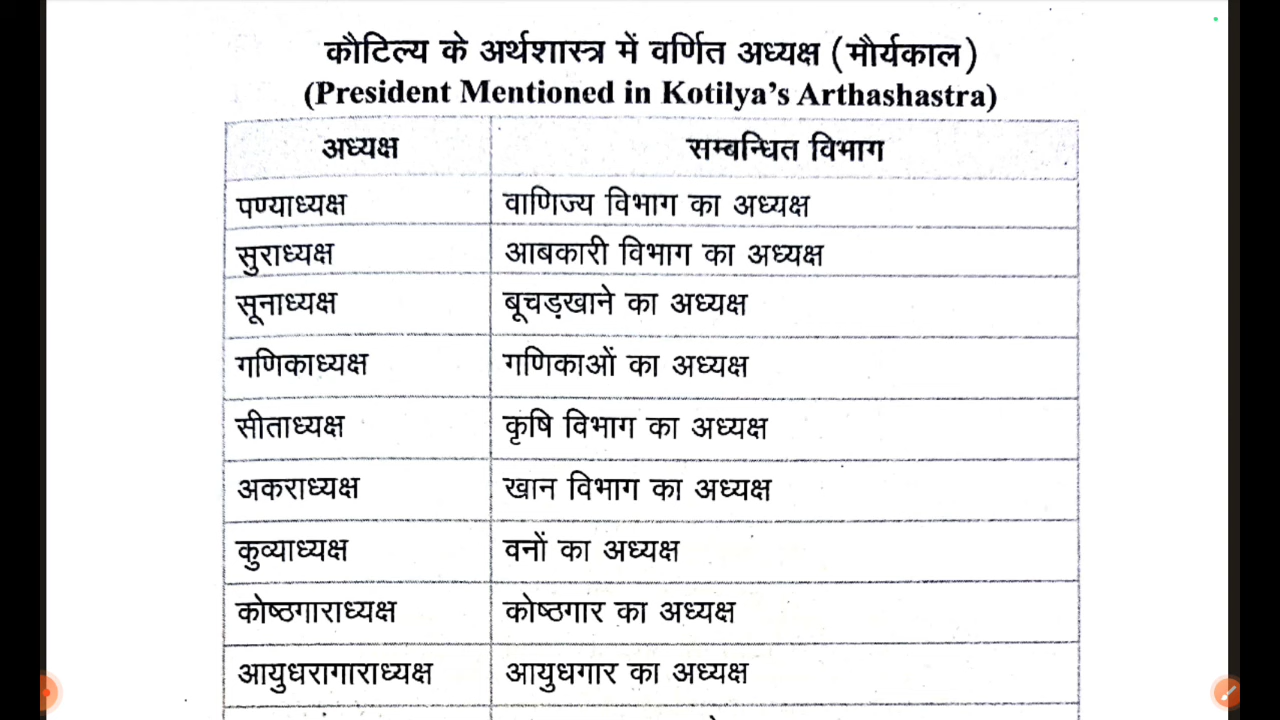 कौटिल्य के अर्थशास्त्र में वर्णित अध्यक्ष (मौर्यकाल)
(President Mentioned in Kotilya’s Arthashastra)
अध्यक्ष सम्बन्धित विभाग
पण्याध्यक्ष वाणिज्य विभाग का अध्यक्ष
सुराध्यक्ष आबकारी विभाग का अध्यक्ष
सूनाध्यक्ष बूचड़खाने का अध्यक्ष
गणिकाध्यक्ष गणिकाओं का अध्यक्ष
सीताध्यक्ष कृषि विभाग का अध्यक्ष
अकराध्यक्ष खान विभाग का अध्यक्ष
कुव्याध्यक्ष वनों का अध्यक्ष
कोष्ठगाराध्यक्ष कोष्ठगार का अध्यक्ष
आयुधरागाराध्यक्ष आयुधगार का अध्यक्ष